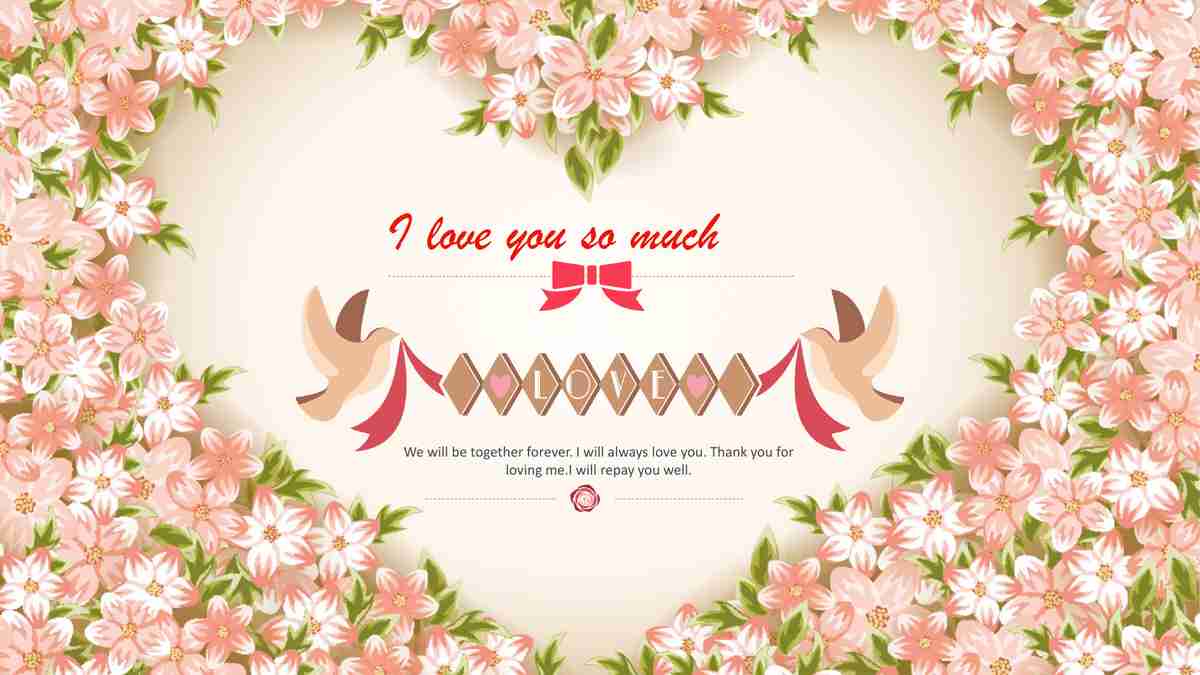 I love you so much
LOVE
We will be together forever. I will always love you. Thank you for
loving me.I will repay you well.